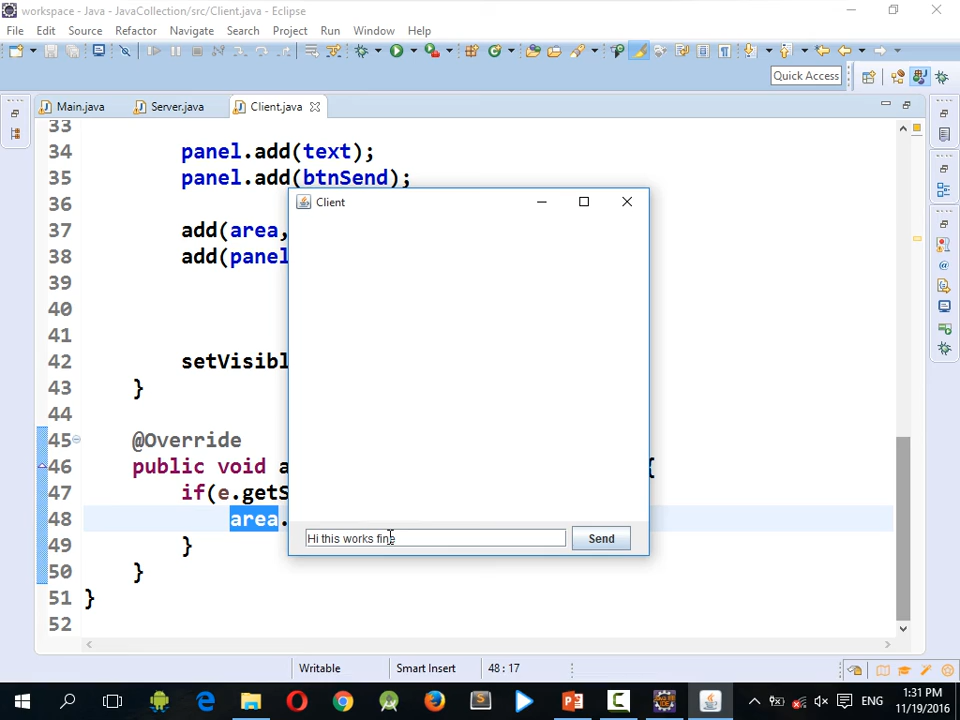 workspace - Java - JavaCollection/src/Client.java - Eclipse
File Edit Source Refactor Navigate Search Project Run Window Help
Quick Access
Main.java Server.java Client.java
33
34 panel.add(text);
35 panel.add(btnSend);
36
37 add(area,
38 add(panel
39
40
41
42 setVisibl
43 }
44
45 @Override
46 public void a {
47 if(e.getS
48 area.
49 }
50 }
51 }
52
Client
Hi this works fine
Send
Writable Smart Insert 48 : 17
ENG
1:31 PM
11/19/2016